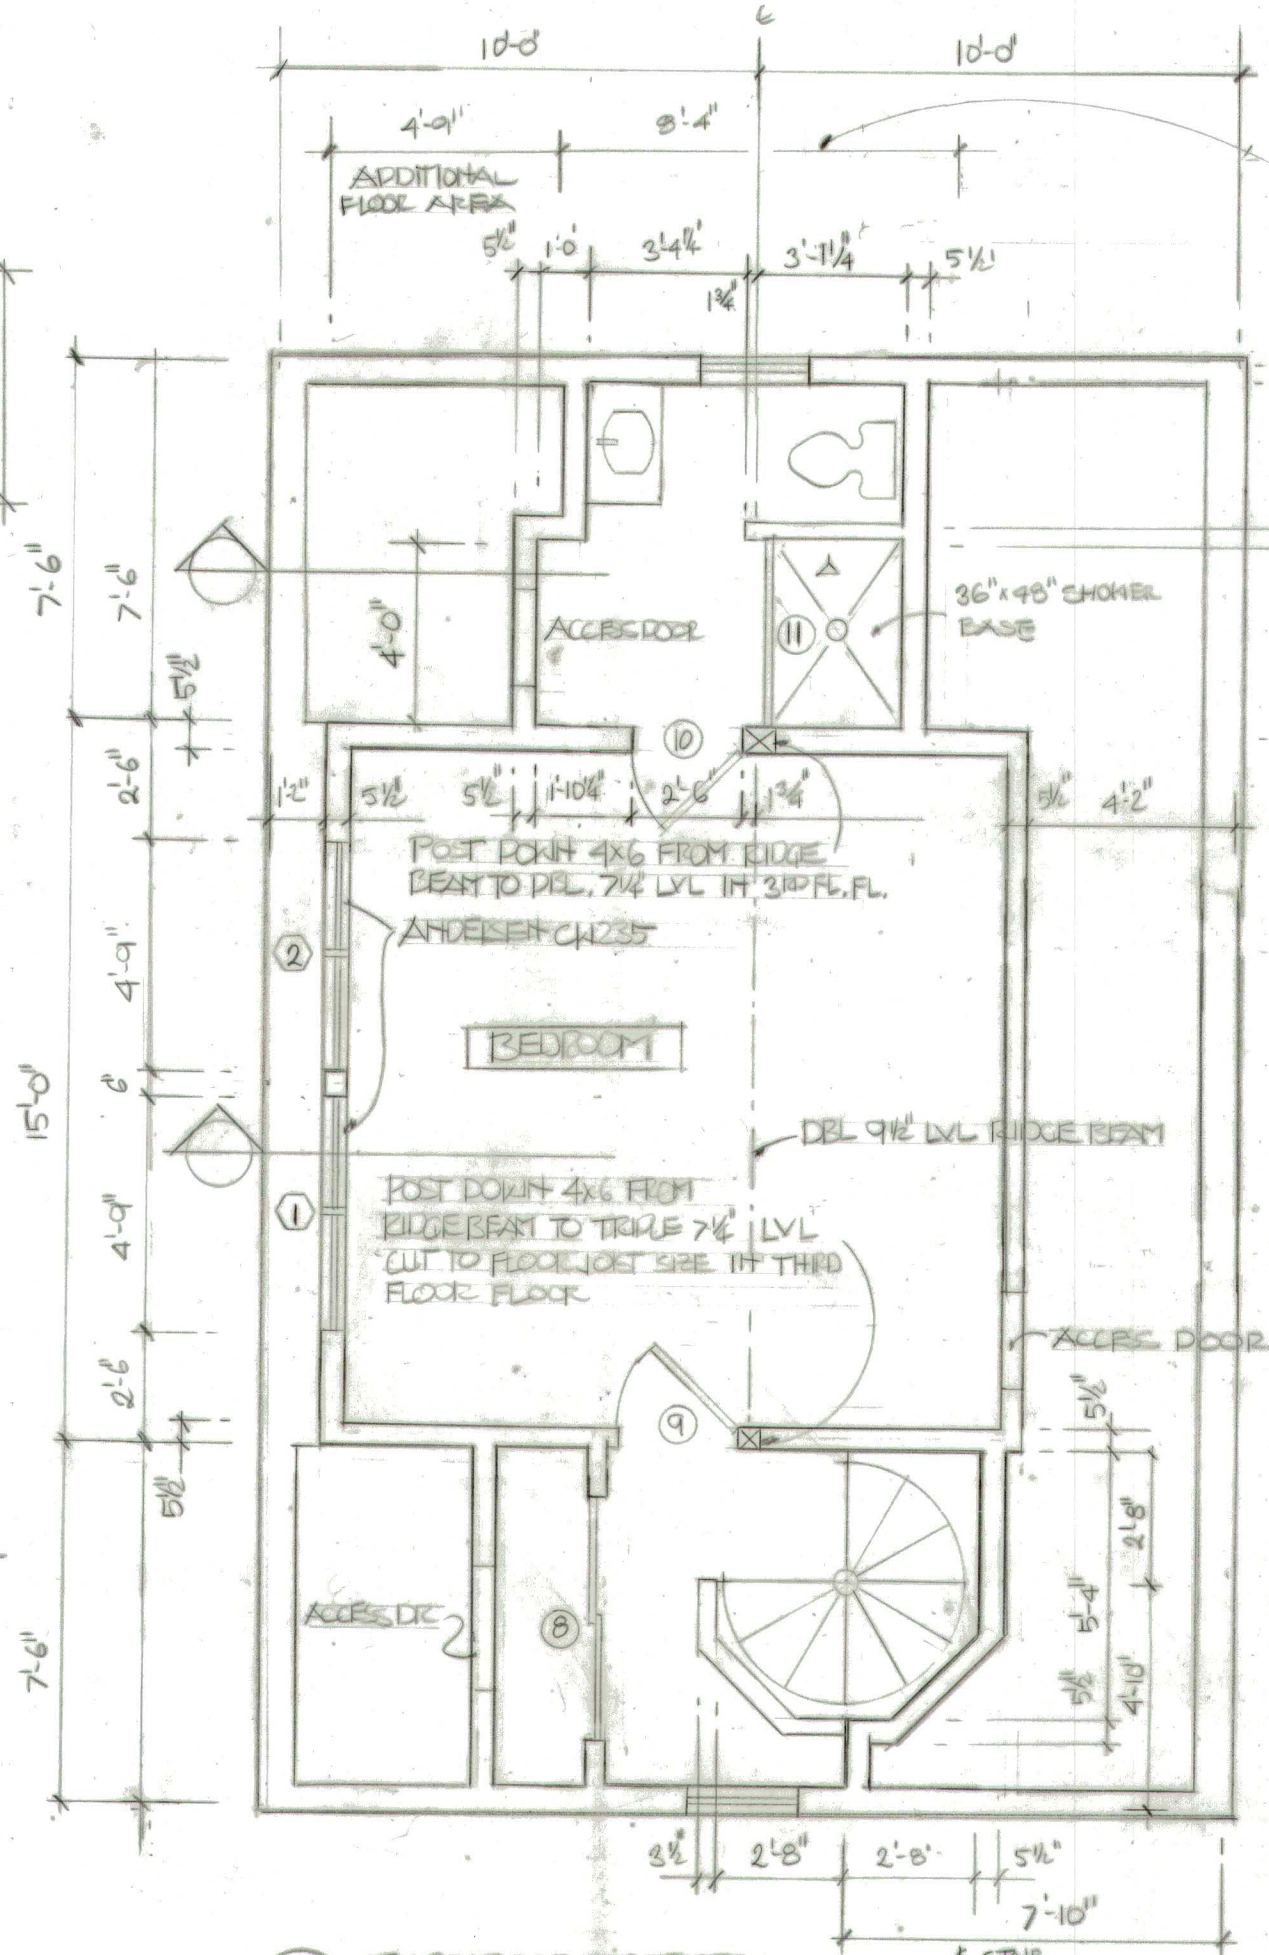 ℄
10'-0"
10'-0"
4'-9"
8'-4"
ADDITIONAL
FLOOR AREA
5½"
1'-0"
3'-4¼"
3'-1¼"
5½"
1¾"
7'-6"
7'-6"
4'-0"
5½"
ACCESS DOOR
11
36"x48" SHOWER
BASE
10
2'-6"
1'-2"
5½"
5½"
1'-10¼"
2'-6"
1¾"
5½"
4'-2"
POST DOWN 4x6 FROM RIDGE
BEAM TO DBL. 7¼" LVL IN 3RD FL. FL.
ANDERSEN CW235
2
4'-9"
BEDROOM
6"
15'-0"
DBL 9½" LVL RIDGE BEAM
POST DOWN 4x6 FROM
RIDGE BEAM TO TRIPLE 7¼" LVL
CUT TO FLOOR JOIST SIZE IN THIRD
FLOOR FLOOR
1
4'-9"
ACCESS DOOR
2'-6"
9
5½"
5½"
2'-8"
5'-4"
ACCESS DR
8
7'-6"
5½"
4'-10"
3½"
2'-8"
2'-8"
5½"
7'-10"